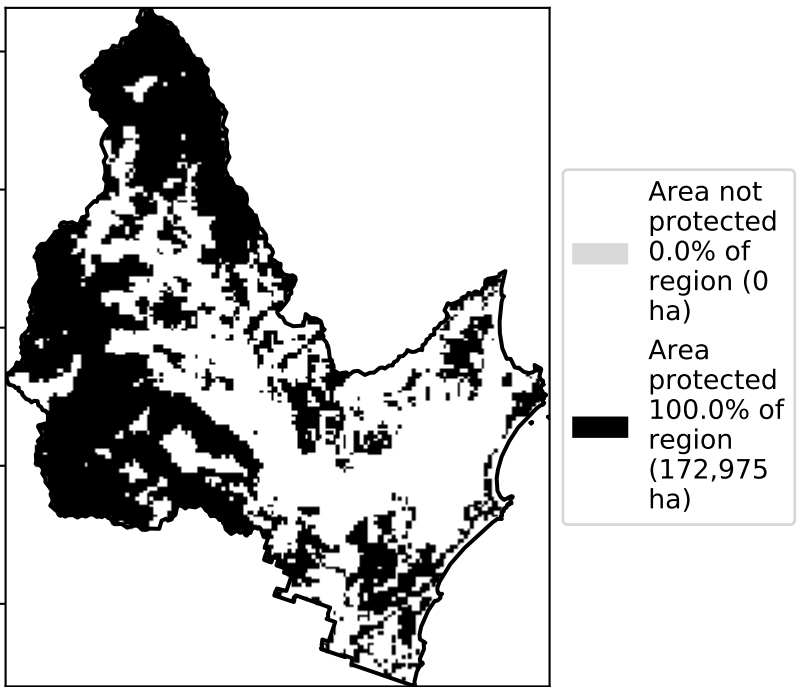 Area not
protected
0.0% of
region (0
ha)
Area
protected
100.0% of
region
(172,975
ha)